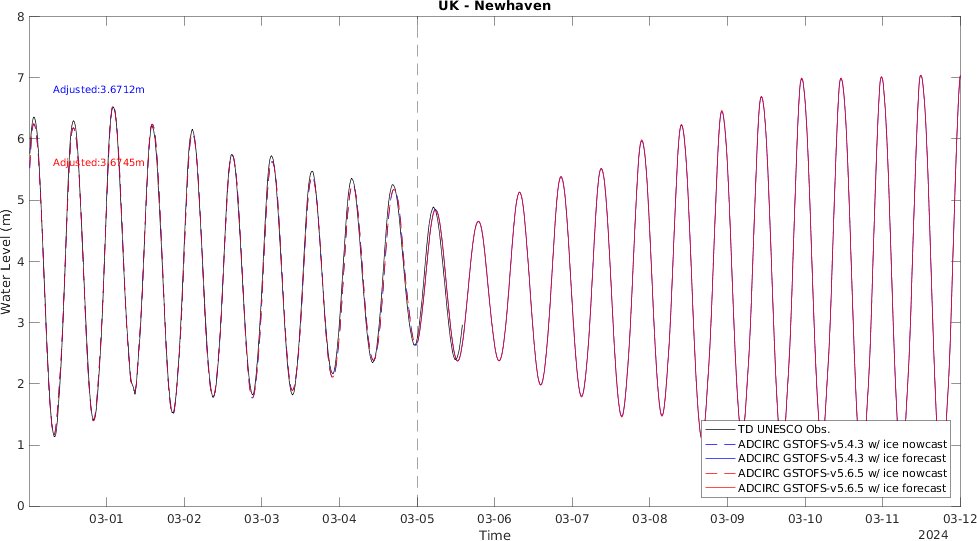 UK - Newhaven
8
7
6
5
4
3
2
1
0
Water Level (m)
Adjusted:3.6712m
Adjusted:3.6745m
TD UNESCO Obs.
ADCIRC GSTOFS-v5.4.3 w/ ice nowcast
ADCIRC GSTOFS-v5.4.3 w/ ice forecast
ADCIRC GSTOFS-v5.6.5 w/ ice nowcast
ADCIRC GSTOFS-v5.6.5 w/ ice forecast
03-01 03-02 03-03 03-04 03-05 03-06 03-07 03-08 03-09 03-10 03-11 03-12
Time
2024